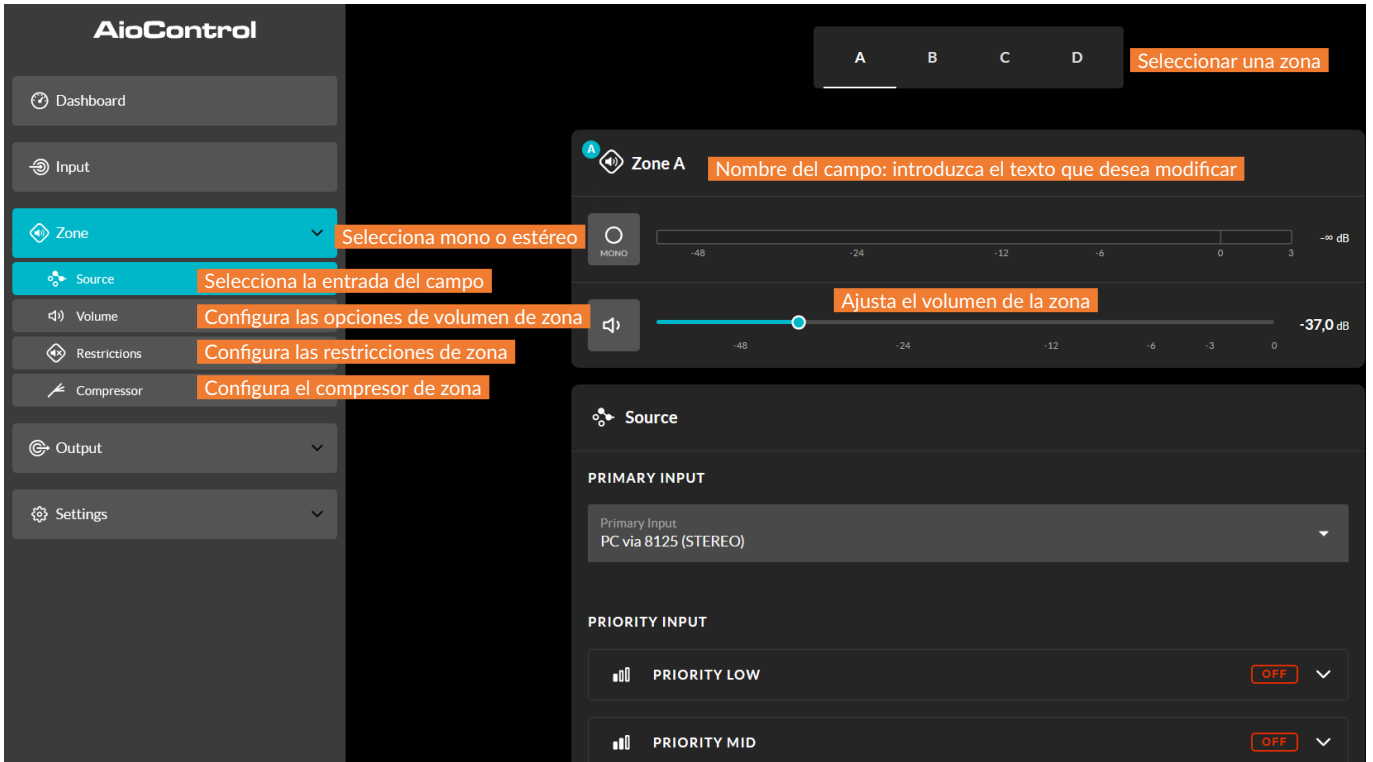 AioControl
A B C D
Seleccionar una zona
Dashboard
Input
Zone
Selecciona mono o estéreo
Source
Selecciona la entrada del campo
Volume
Configura las opciones de volumen de zona
Restrictions
Configura las restricciones de zona
Compressor
Configura el compresor de zona
Output
Settings
A
Zone A
Nombre del campo: introduzca el texto que desea modificar
MONO
-48 -24 -12 -6 0 3
-∞ dB
Ajusta el volumen de la zona
-37,0 dB
-48 -24 -12 -6 -3 0
Source
PRIMARY INPUT
Primary Input
PC via 8125 (STEREO)
PRIORITY INPUT
PRIORITY LOW
OFF
PRIORITY MID
OFF